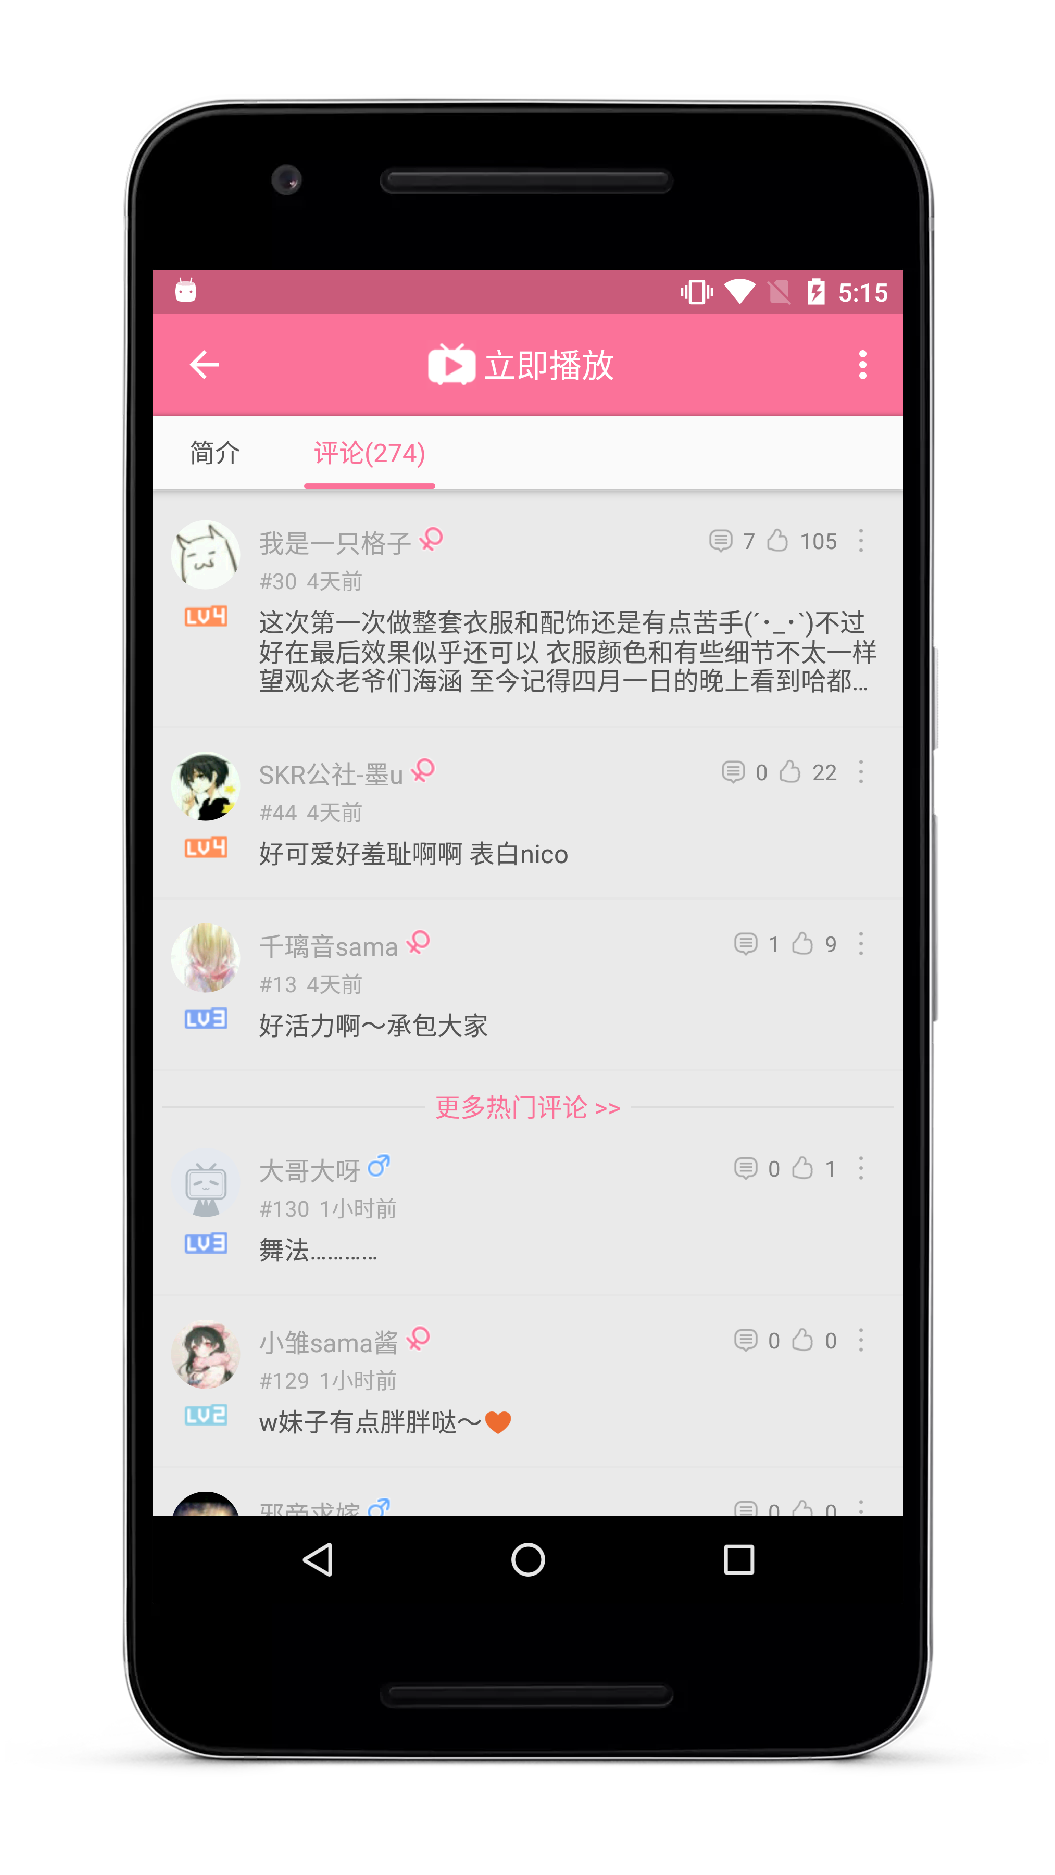 5:15
立即播放
简介 评论(274)
我是一只格子 7 105
#30 4天前
LV4
这次第一次做整套衣服和配饰还是有点苦手(´･_･`)不过
好在最后效果似乎还可以 衣服颜色和有些细节不太一样
望观众老爷们海涵 至今记得四月一日的晚上看到哈都...
SKR公社-墨u 0 22
#44 4天前
LV4
好可爱好羞耻啊啊 表白nico
千璃音sama 1 9
#13 4天前
LV3
好活力啊～承包大家
更多热门评论 >>
大哥大呀 0 1
#130 1小时前
LV3
舞法…………
小雏sama酱 0 0
#129 1小时前
LV2
w妹子有点胖胖哒～
邪帝求嫁 0 0